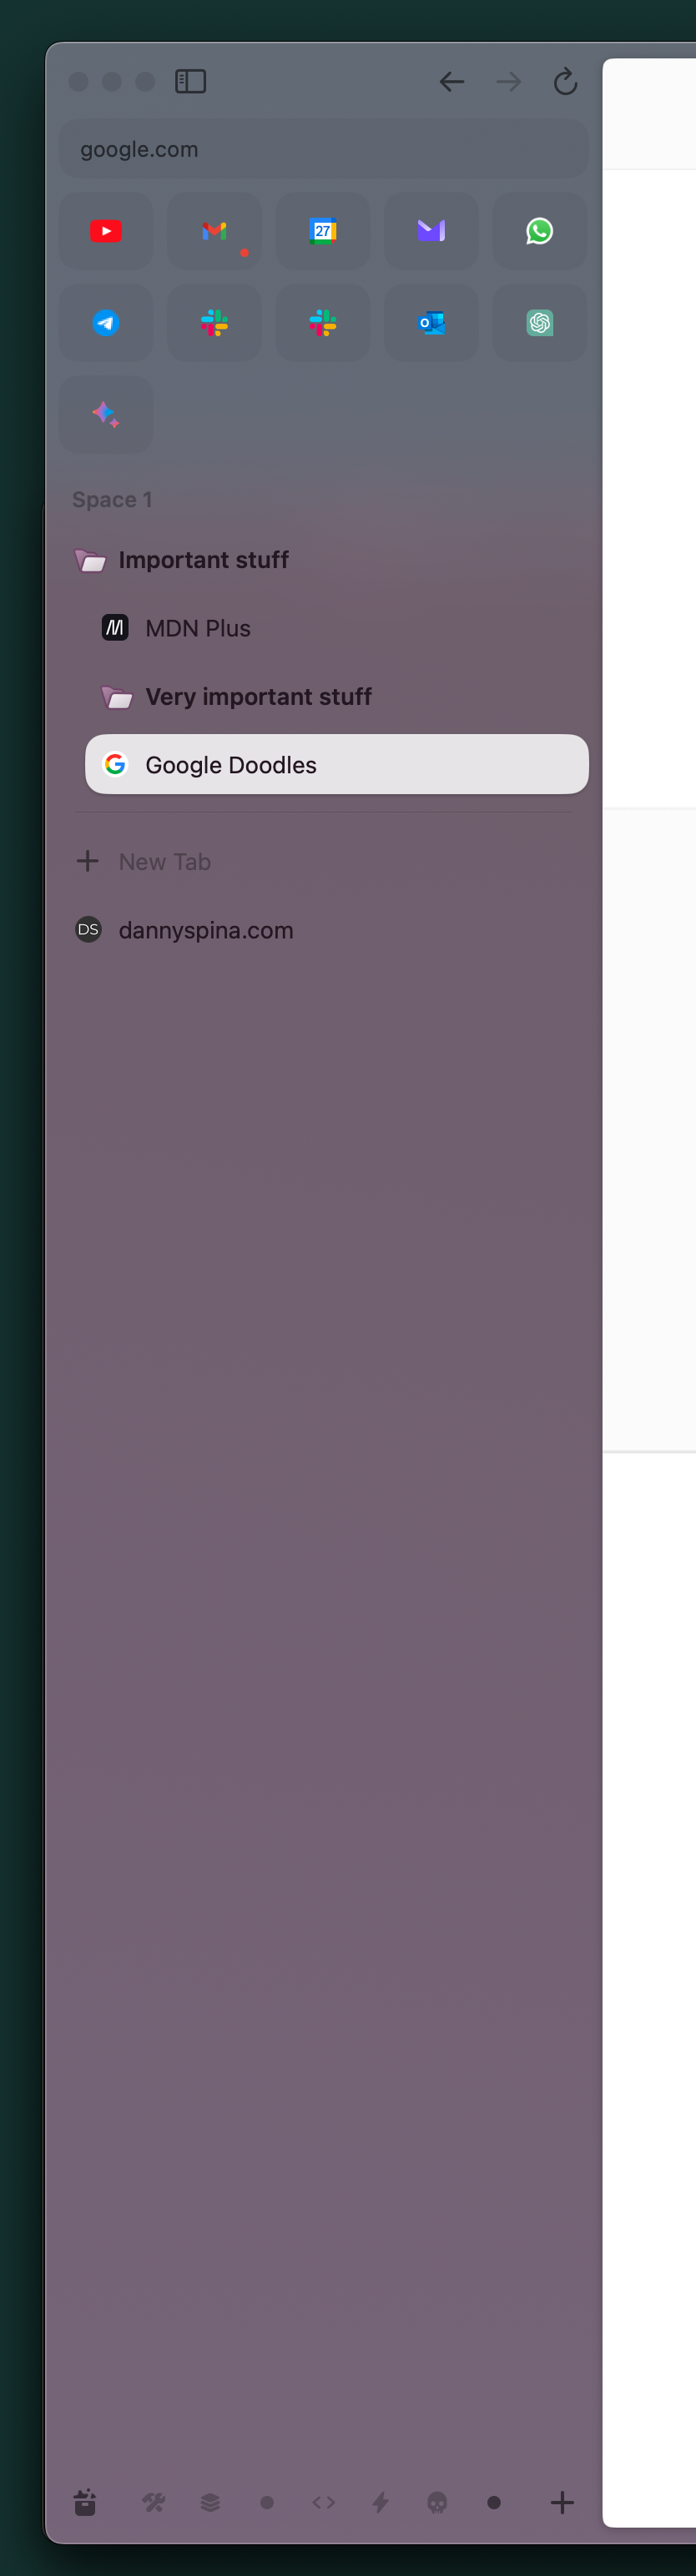 google.com
27
O
Space 1
Important stuff
MDN Plus
Very important stuff
Google Doodles
New Tab
DS
dannyspina.com